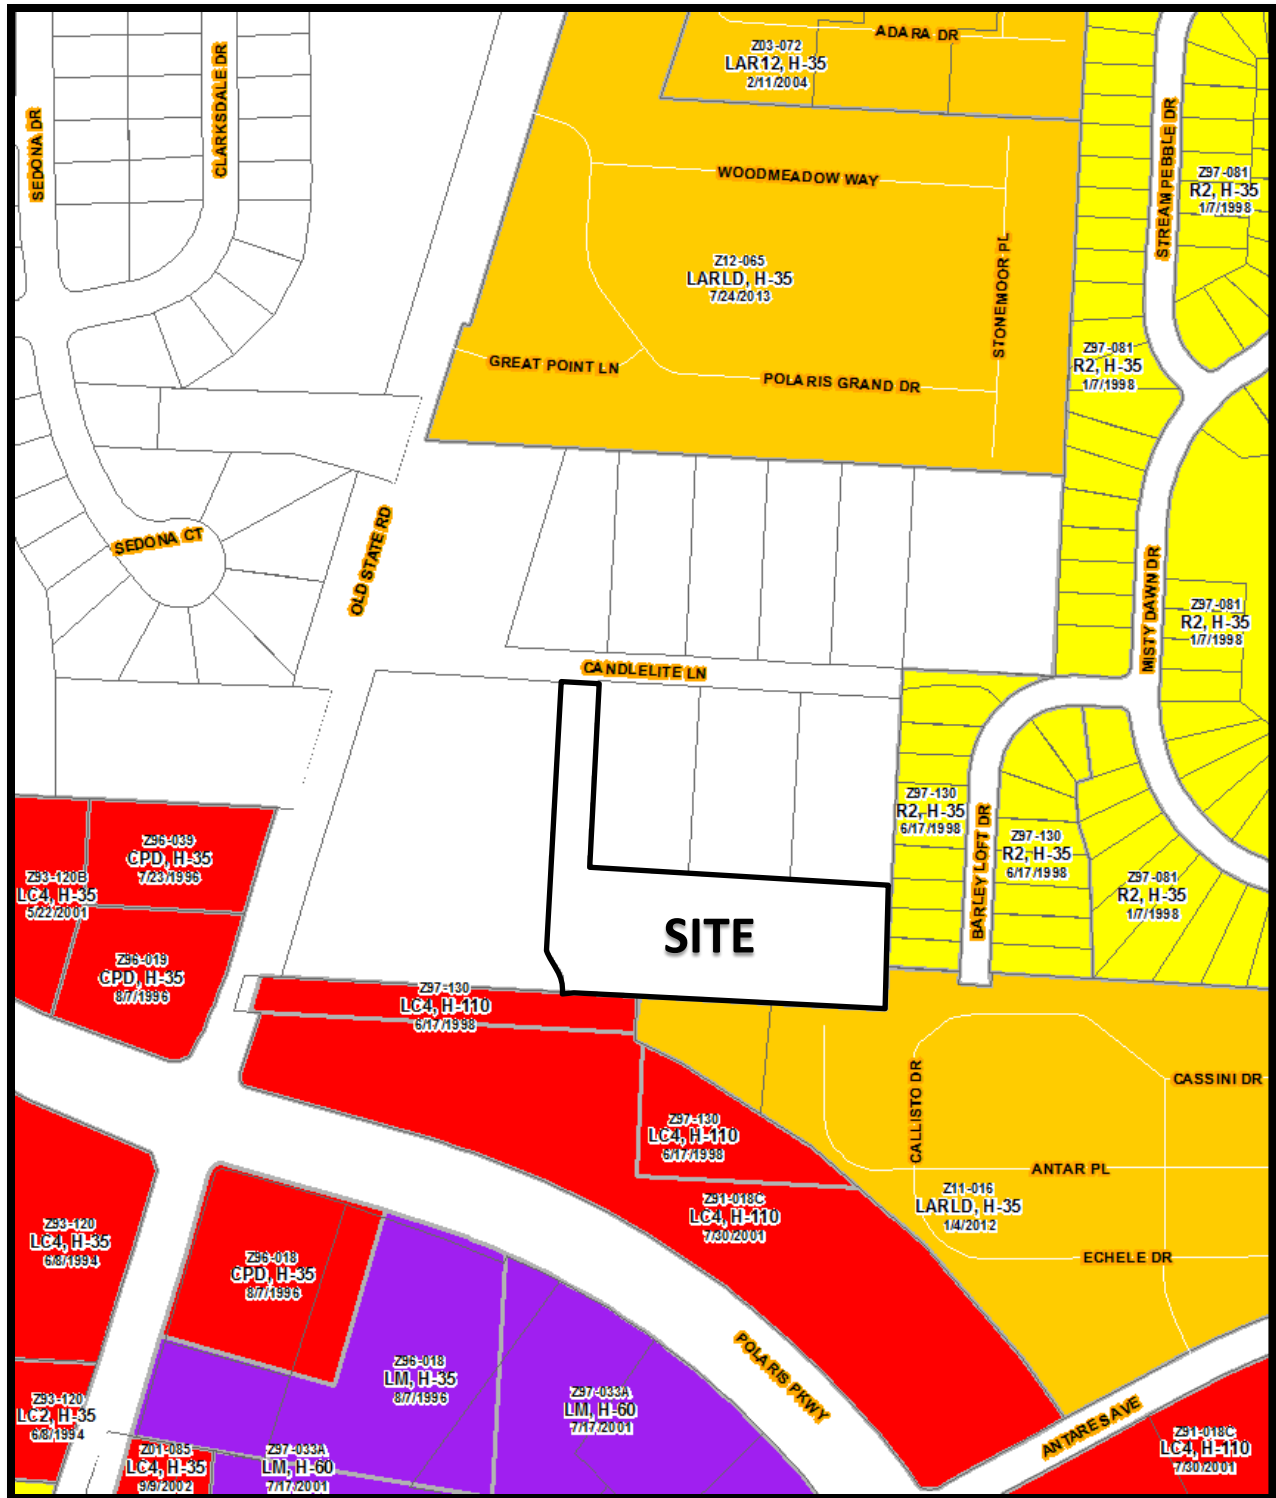 ADARA DR
Z03-072
LAR12, H-35
2/11/2004
CLARKSDALE DR
SEDONA DR
STREAM PEBBLE DR
WOODMEADOW WAY
Z97-081
R2, H-35
1/7/1998
Z12-065
LARLD, H-35
7/24/2013
STONEMOOR PL
Z97-081
R2, H-35
1/7/1998
GREAT POINT LN
POLARIS GRAND DR
OLD STATE RD
SEDONA CT
MISTY DAWN DR
Z97-081
R2, H-35
1/7/1998
CANDLELITE LN
Z97-130
R2, H-35
6/17/1998
BARLEY LOFT DR
Z97-130
R2, H-35
6/17/1998
Z96-039
CPD, H-35
7/23/1996
Z93-120B
LC4, H-35
5/22/2001
Z97-081
R2, H-35
1/7/1998
SITE
Z96-019
CPD, H-35
8/7/1996
Z97-130
LC4, H-110
6/17/1998
CALLISTO DR
CASSINI DR
Z97-130
LC4, H-110
6/17/1998
ANTAR PL
Z91-018C
LC4, H-110
7/30/2001
Z11-016
LARLD, H-35
1/4/2012
Z93-120
LC4, H-35
6/8/1994
Z96-018
CPD, H-35
8/7/1996
ECHELE DR
POLARIS PKWY
Z96-018
LM, H-35
8/7/1996
Z97-033A
LM, H-60
7/17/2001
Z93-120
LC2, H-35
6/8/1994
ANTARES AVE
Z01-085
LC4, H-35
9/9/2002
Z97-033A
LM, H-60
7/17/2001
Z91-018C
LC4, H-110
7/30/2001